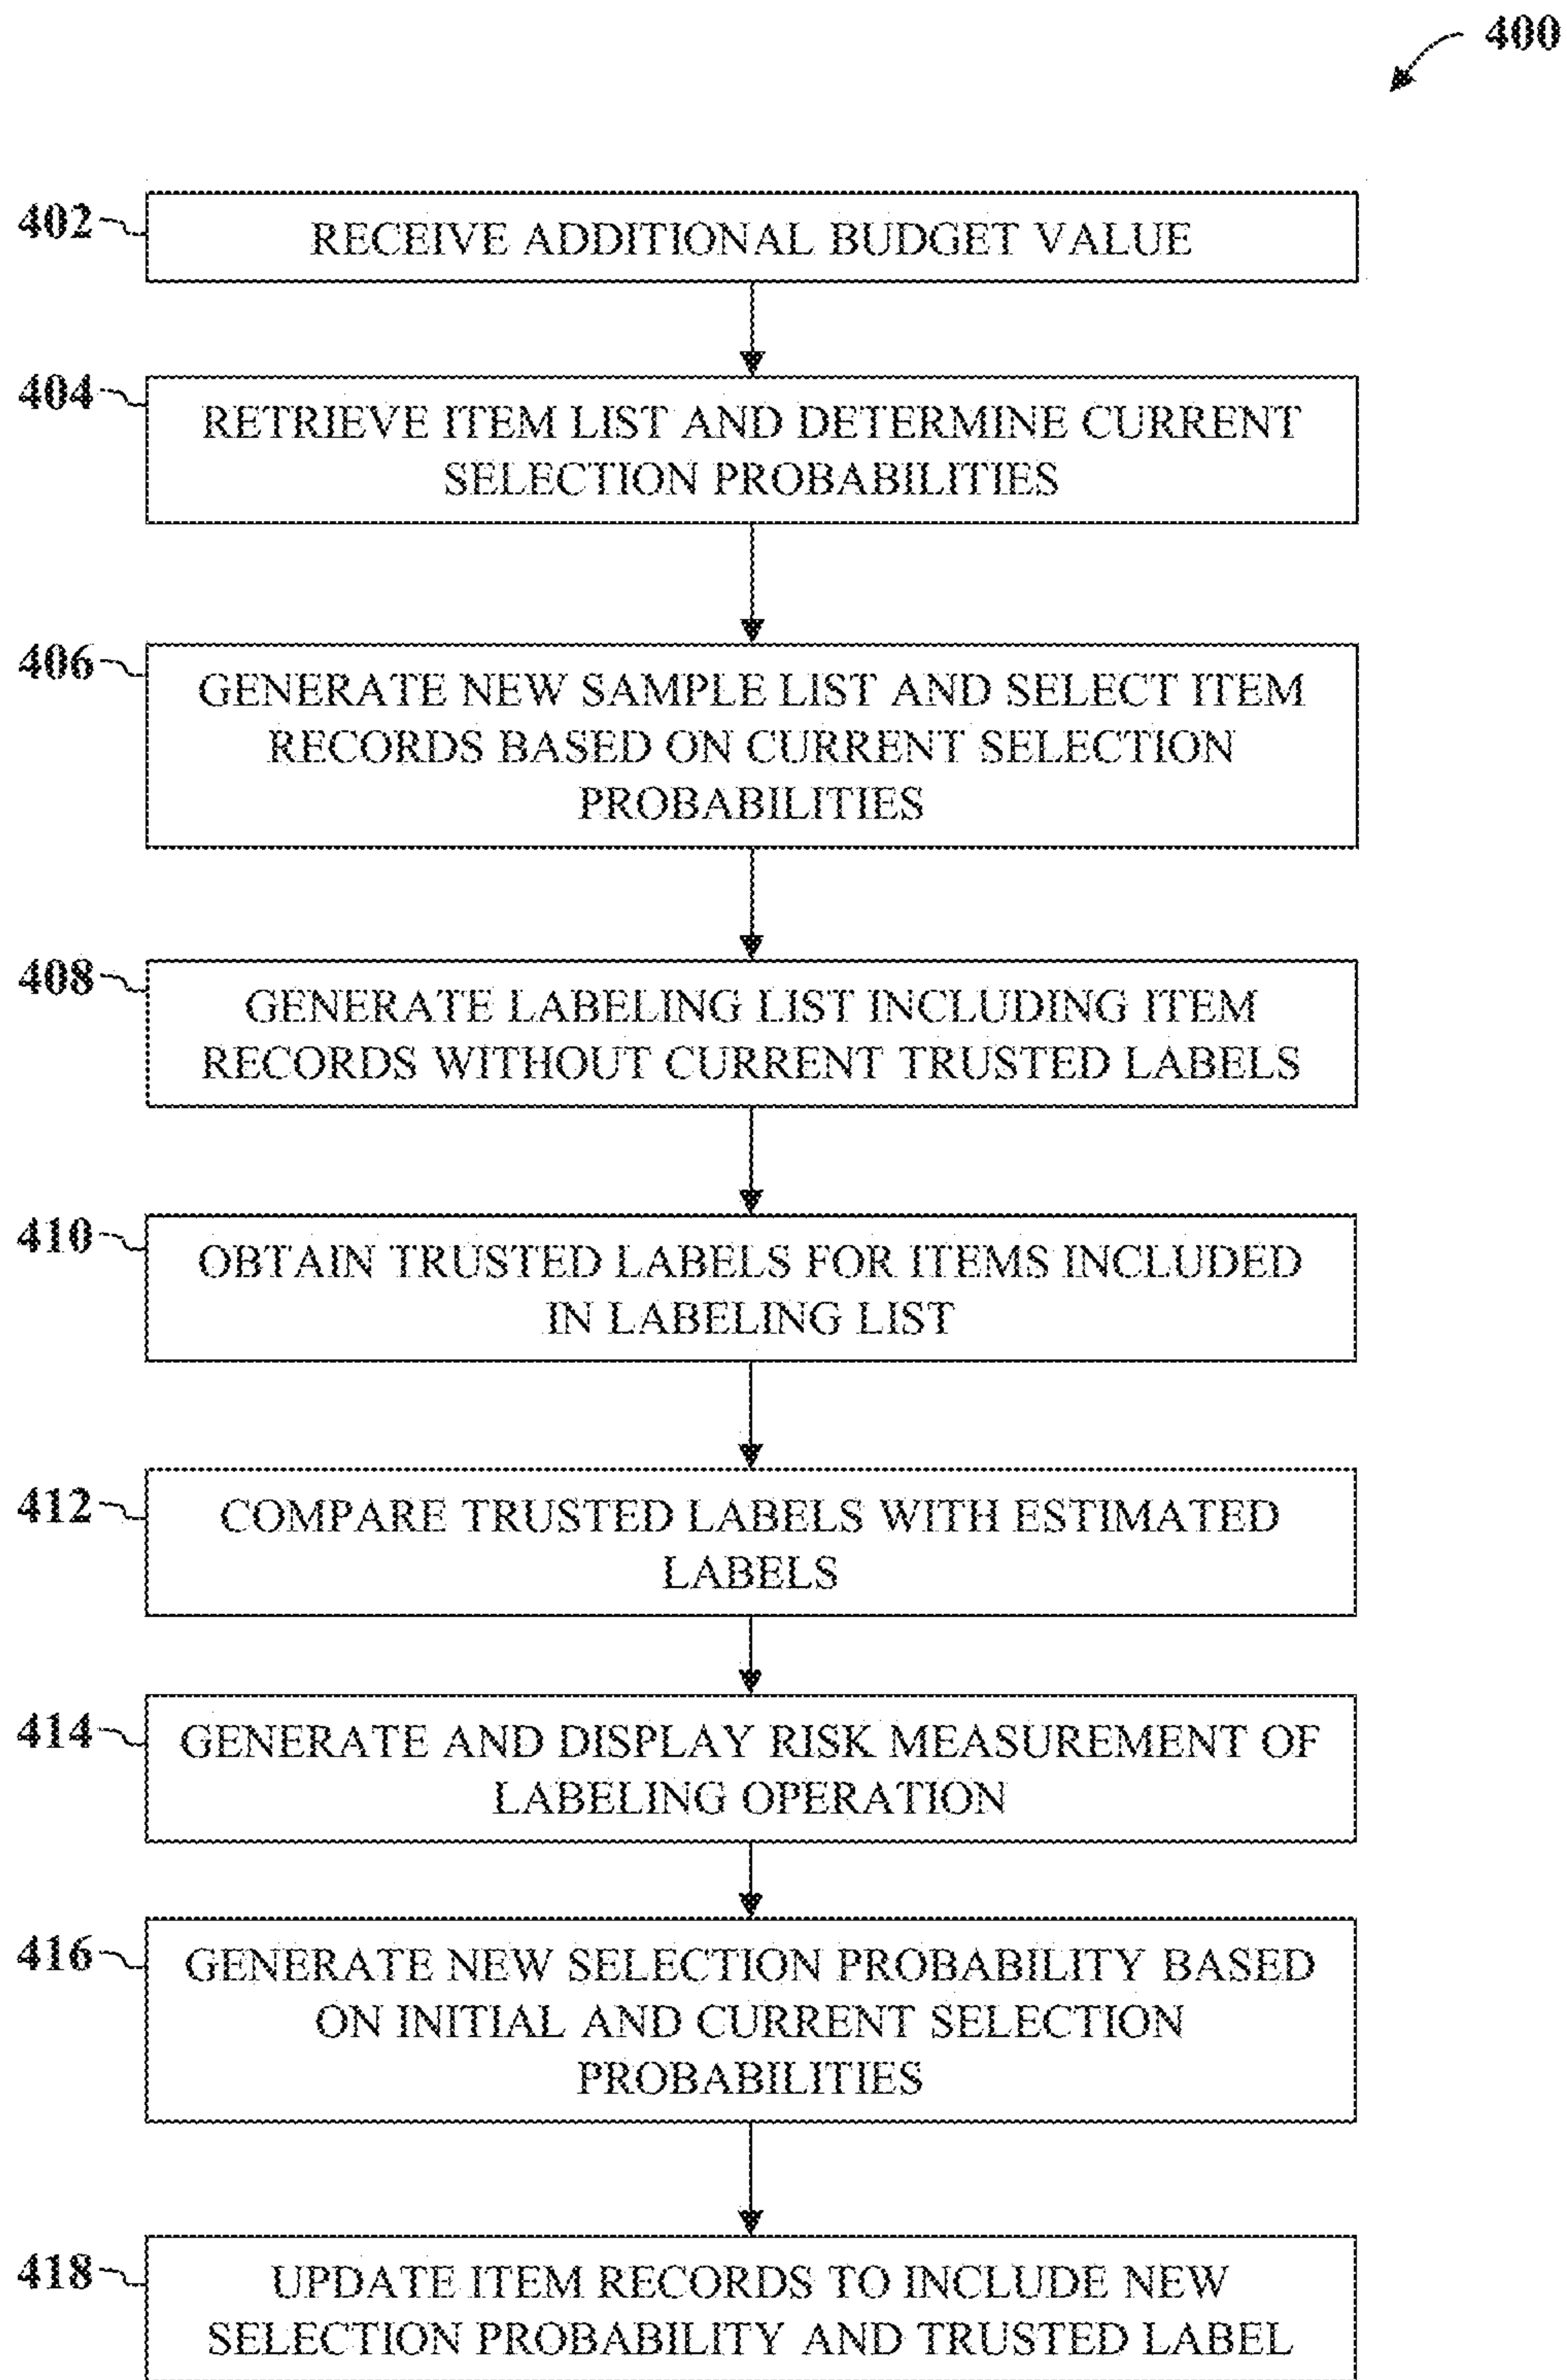 400
402
RECEIVE ADDITIONAL BUDGET VALUE
404
RETRIEVE ITEM LIST AND DETERMINE CURRENT
SELECTION PROBABILITIES
406
GENERATE NEW SAMPLE LIST AND SELECT ITEM
RECORDS BASED ON CURRENT SELECTION
PROBABILITIES
408
GENERATE LABELING LIST INCLUDING ITEM
RECORDS WITHOUT CURRENT TRUSTED LABELS
410
OBTAIN TRUSTED LABELS FOR ITEMS INCLUDED
IN LABELING LIST
412
COMPARE TRUSTED LABELS WITH ESTIMATED
LABELS
414
GENERATE AND DISPLAY RISK MEASUREMENT OF
LABELING OPERATION
416
GENERATE NEW SELECTION PROBABILITY BASED
ON INITIAL AND CURRENT SELECTION
PROBABILITIES
418
UPDATE ITEM RECORDS TO INCLUDE NEW
SELECTION PROBABILITY AND TRUSTED LABEL